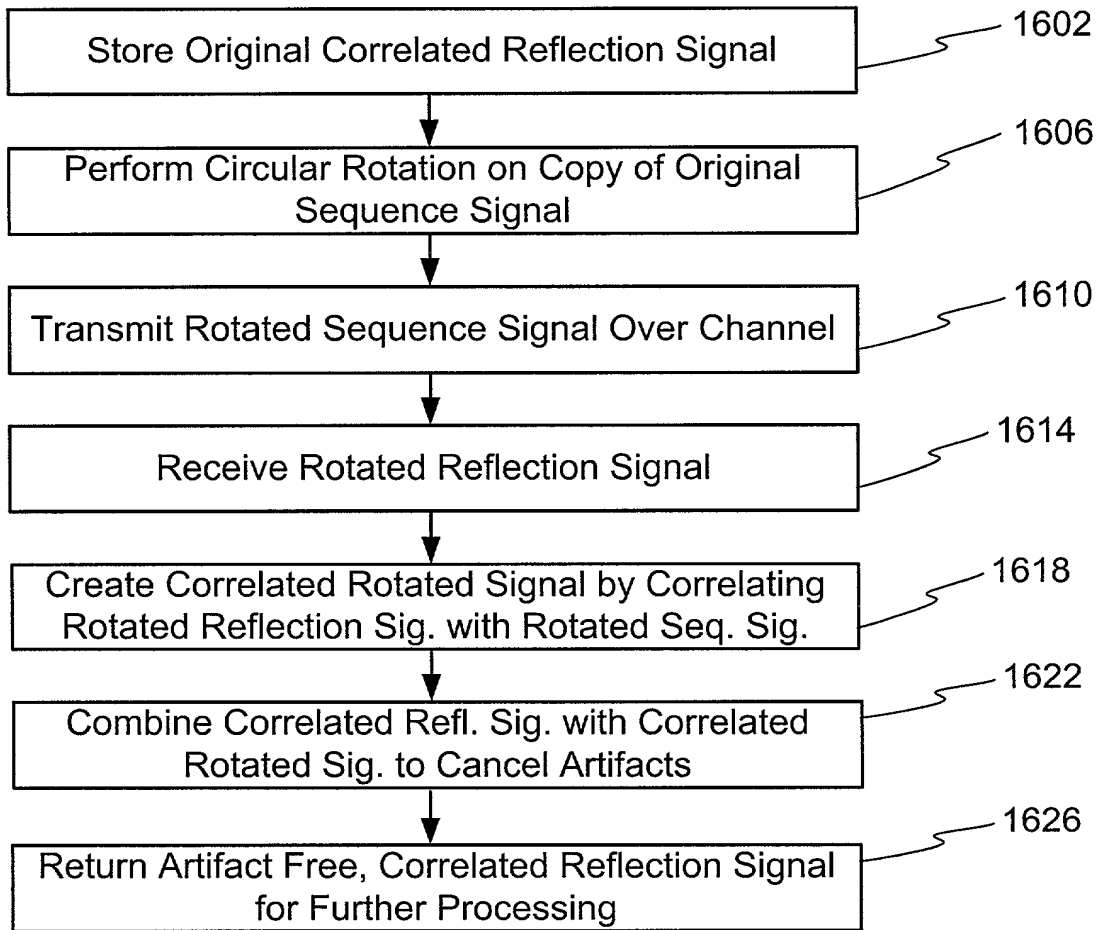 Store Original Correlated Reflection Signal
1602
Perform Circular Rotation on Copy of Original
Sequence Signal
1606
Transmit Rotated Sequence Signal Over Channel
1610
Receive Rotated Reflection Signal
1614
Create Correlated Rotated Signal by Correlating
Rotated Reflection Sig. with Rotated Seq. Sig.
1618
Combine Correlated Refl. Sig. with Correlated
Rotated Sig. to Cancel Artifacts
1622
Return Artifact Free, Correlated Reflection Signal
for Further Processing
1626